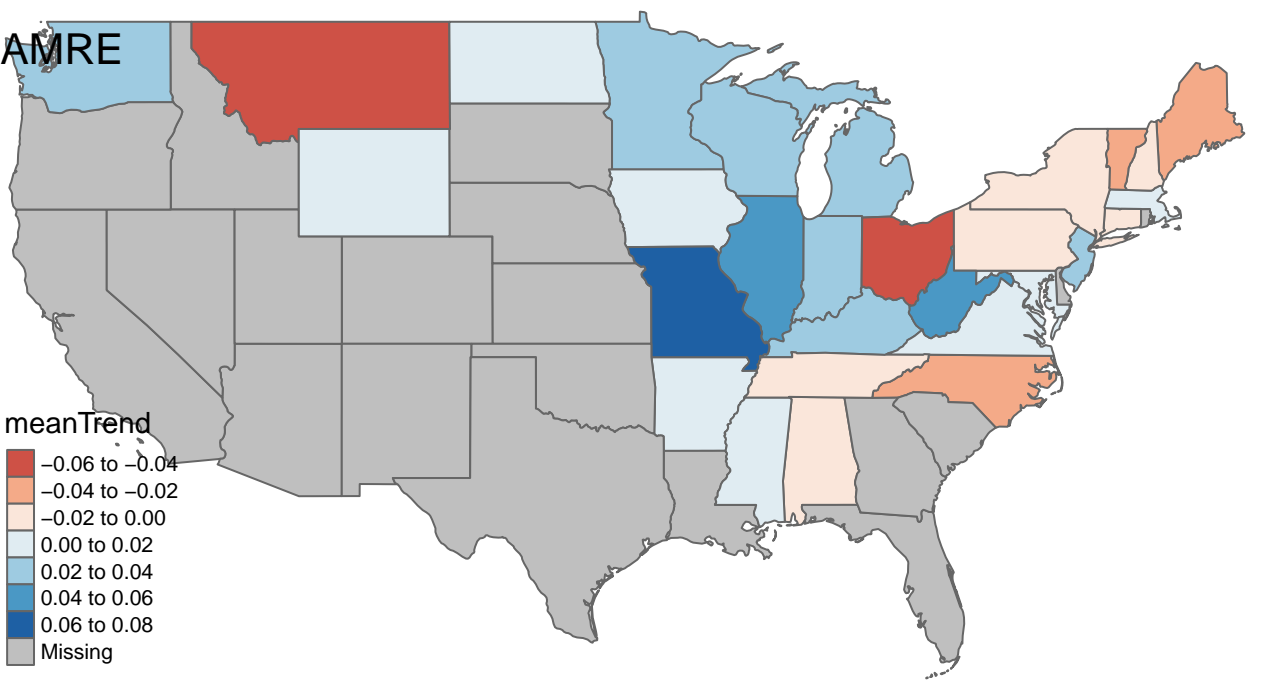 AMRE
meanTrend
−0.06 to −0.04
−0.04 to −0.02
−0.02 to 0.00
0.00 to 0.02
0.02 to 0.04
0.04 to 0.06
0.06 to 0.08
Missing